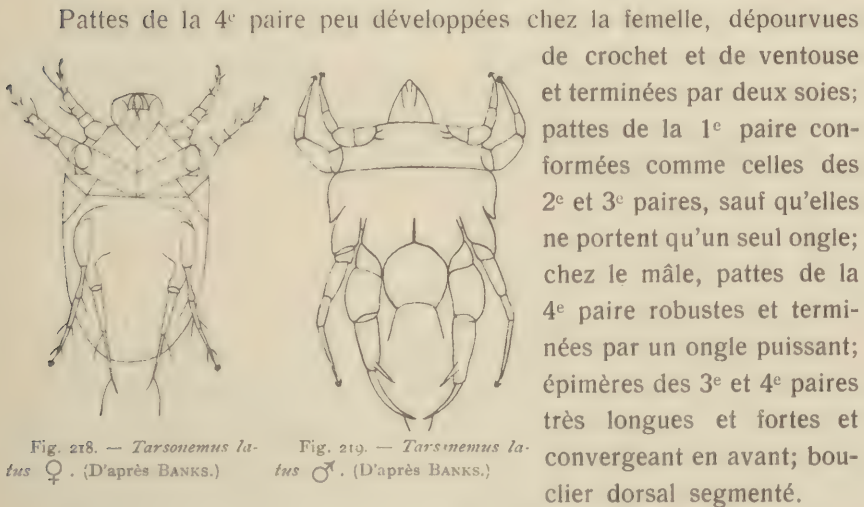 Pattes de la 4e paire peu développées chez la femelle, dépourvues
de crochet et de ventouse
et terminées par deux soies;
pattes de la 1e paire con-
formées comme celles des
2e et 3e paires, sauf qu'elles
ne portent qu'un seul ongle;
chez le mâle, pattes de la
4e paire robustes et termi-
nées par un ongle puissant;
épimères des 3e et 4e paires
très longues et fortes et
convergeant en avant; bou-
clier dorsal segmenté.
Fig. 218. — Tarsonemus la-
tus ♀. (D'après BANKS.)
Fig. 219. — Tarsonemus la-
tus ♂. (D'après BANKS.)